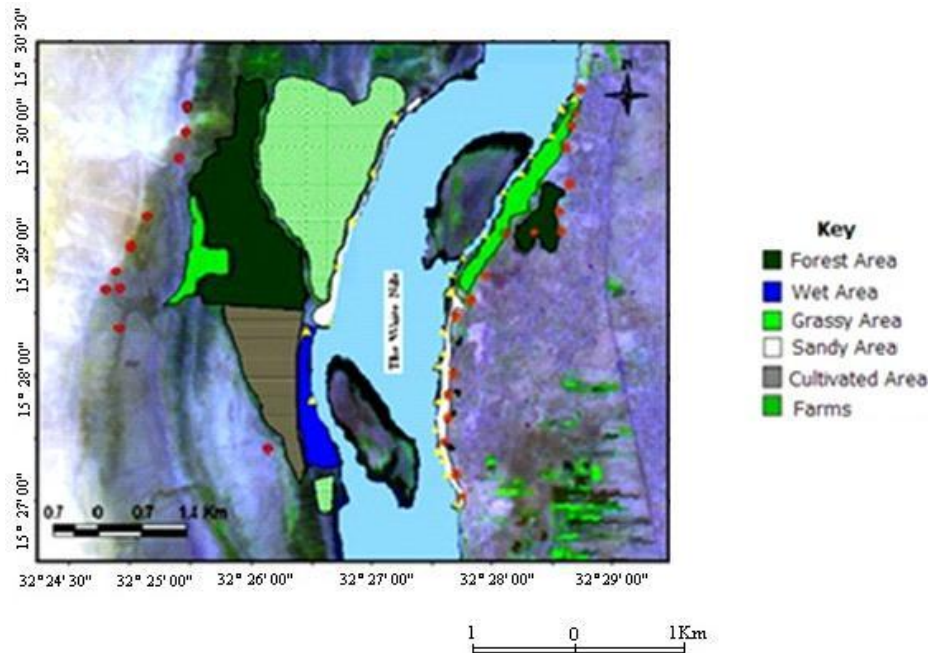 15° 30' 30"
15° 30' 00"
15° 29' 00"
15° 28' 00"
15° 27' 00"
N
The White Nile
0.7 0 0.7 1.4 Km
32° 24' 30" 32° 25' 00" 32° 26' 00" 32° 27' 00" 32° 28' 00" 32° 29' 00"
Key
Forest Area
Wet Area
Grassy Area
Sandy Area
Cultivated Area
Farms
1 0 1Km